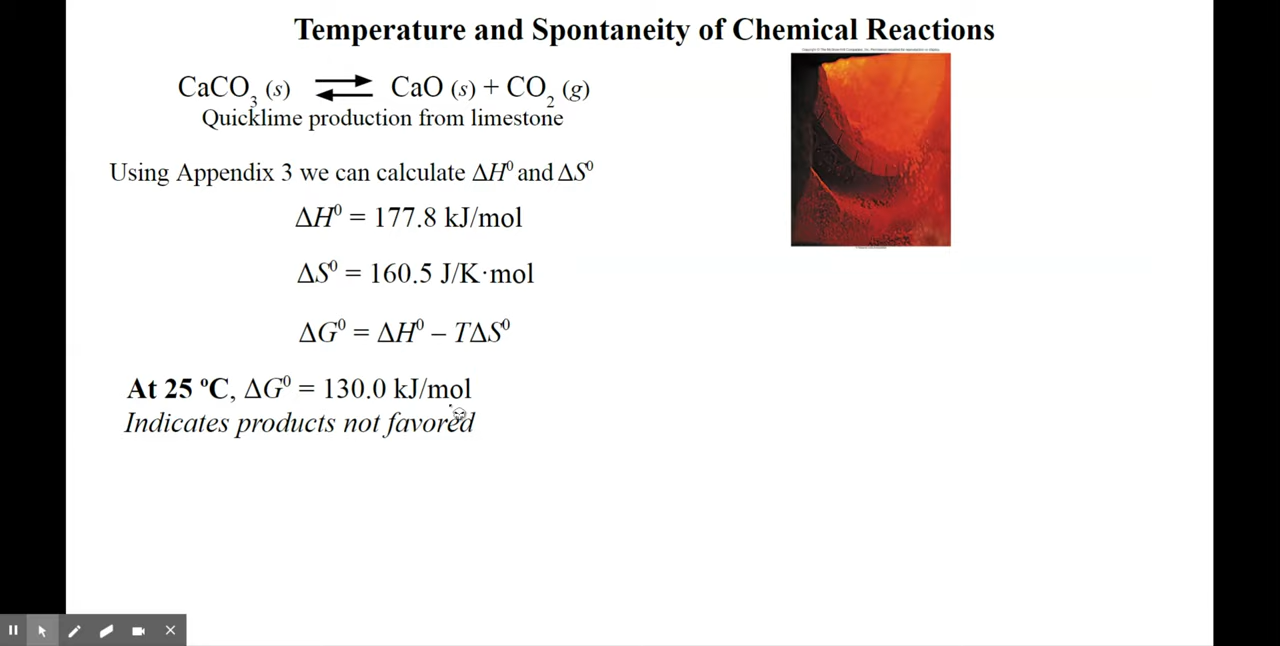 Temperature and Spontaneity of Chemical Reactions
CaCO₃ (s) ⇌ CaO (s) + CO₂ (g)
Quicklime production from limestone
Using Appendix 3 we can calculate ΔH⁰ and ΔS⁰
ΔH⁰ = 177.8 kJ/mol
ΔS⁰ = 160.5 J/K·mol
ΔG⁰ = ΔH⁰ – TΔS⁰
At 25 ⁰C, ΔG⁰ = 130.0 kJ/mol
Indicates products not favored